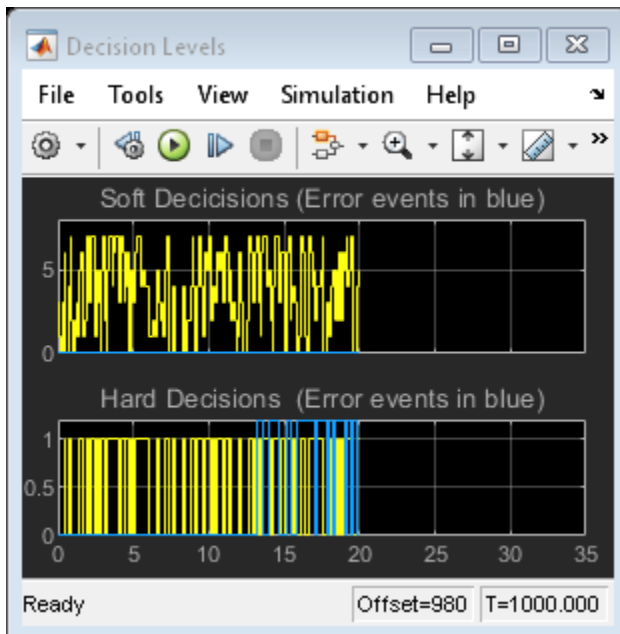 Decision Levels
File Tools View Simulation Help
Soft Decicisions (Error events in blue)
5
0
Hard Decisions (Error events in blue)
1
0.5
0
0 5 10 15 20 25 30 35
Ready Offset=980 T=1000.000